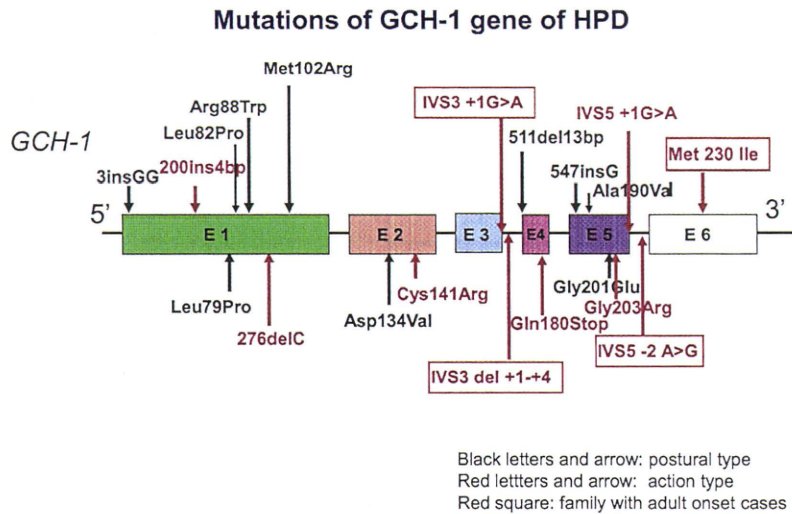 Mutations of GCH-1 gene of HPD
Met102Arg
Arg88Trp
IVS3 +1G>A
IVS5 +1G>A
GCH-1
Leu82Pro
511del13bp
Met 230 Ile
200ins4bp
547insG
3insGG
Ala190Val
5’
3’
E 1
E 2
E 3
E4
E 5
E 6
Leu79Pro
Cys141Arg
Gly201Glu
Gly203Arg
276delC
Asp134Val
Gln180Stop
IVS5 -2 A>G
IVS3 del +1-+4
Black letters and arrow: postural type
Red lettters and arrow: action type
Red square: family with adult onset cases